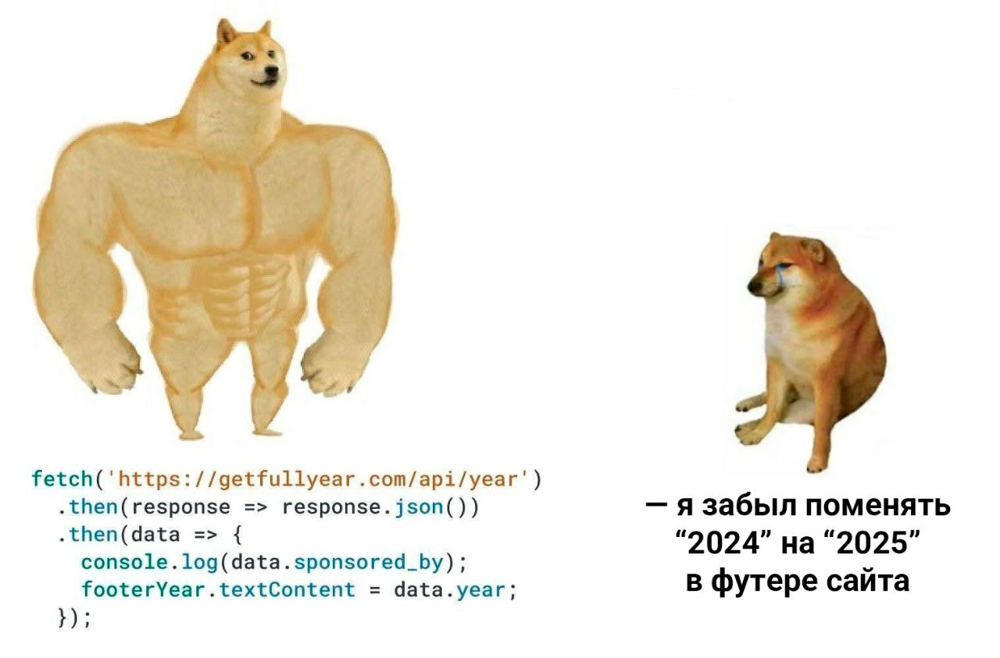 fetch('https://getfullyear.com/api/year')
  .then(response => response.json())
  .then(data => {
    console.log(data.sponsored_by);
    footerYear.textContent = data.year;
  });
— я забыл поменять
“2024” на “2025”
в футере сайта